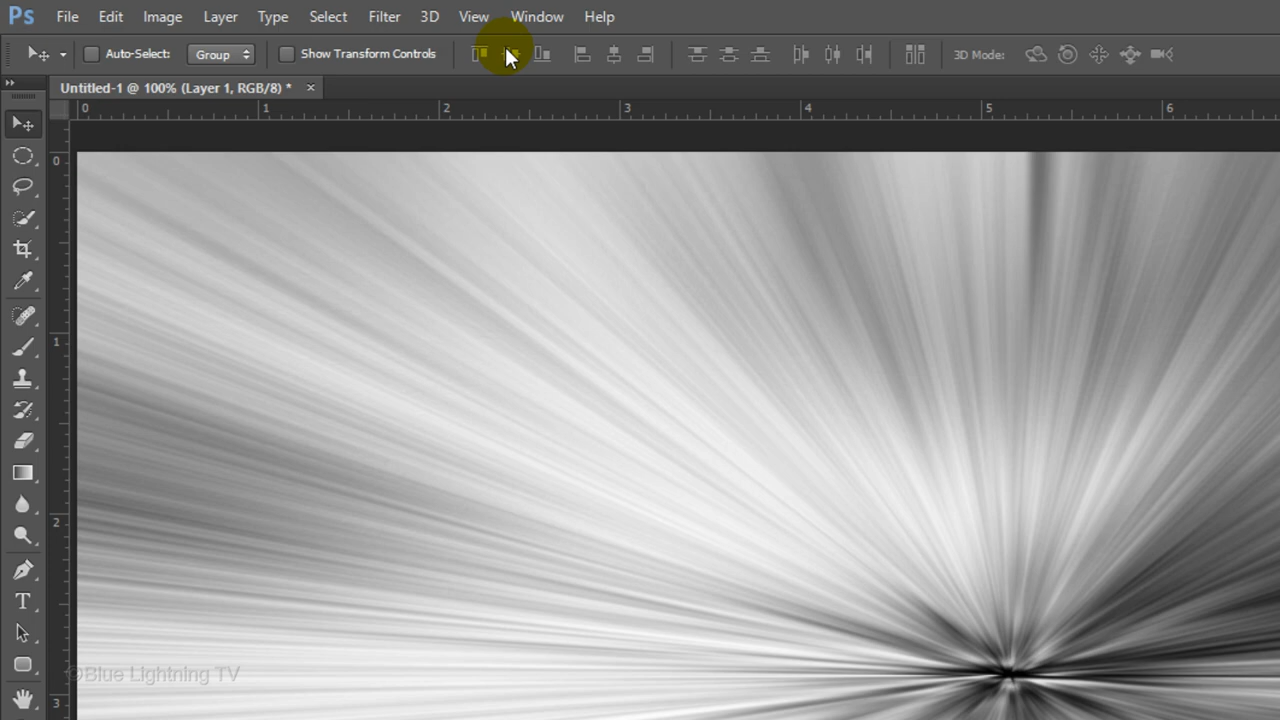 Ps File Edit Image Layer Type Select Filter 3D View Window Help
Auto-Select: Group Show Transform Controls 3D Mode:
Untitled-1 @ 100% (Layer 1, RGB/8) * ×
0 1 2 3 4 5 6
0
1
2
©Blue Lightning TV
3